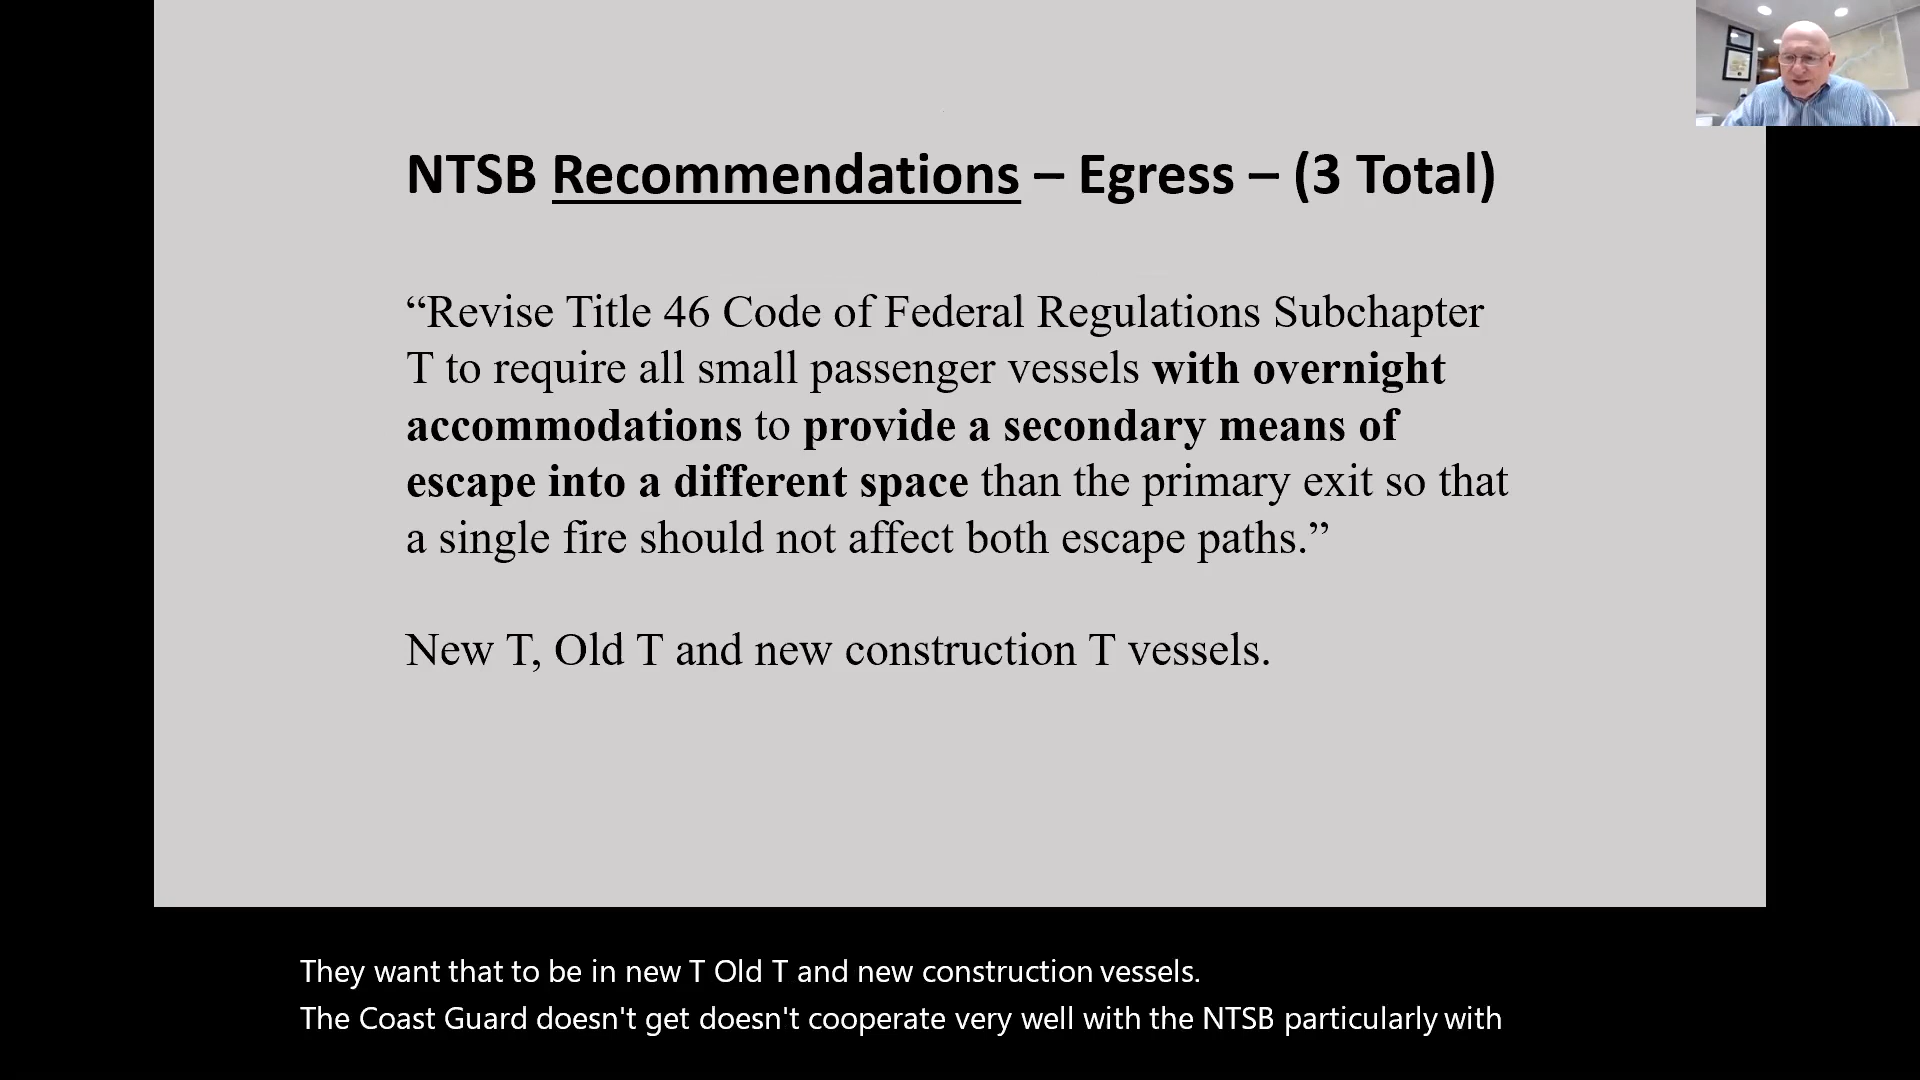 NTSB Recommendations – Egress – (3 Total)
“Revise Title 46 Code of Federal Regulations Subchapter
T to require all small passenger vessels with overnight
accommodations to provide a secondary means of
escape into a different space than the primary exit so that
a single fire should not affect both escape paths.”
New T, Old T and new construction T vessels.
They want that to be in new T Old T and new construction vessels.
The Coast Guard doesn't get doesn't cooperate very well with the NTSB particularly with